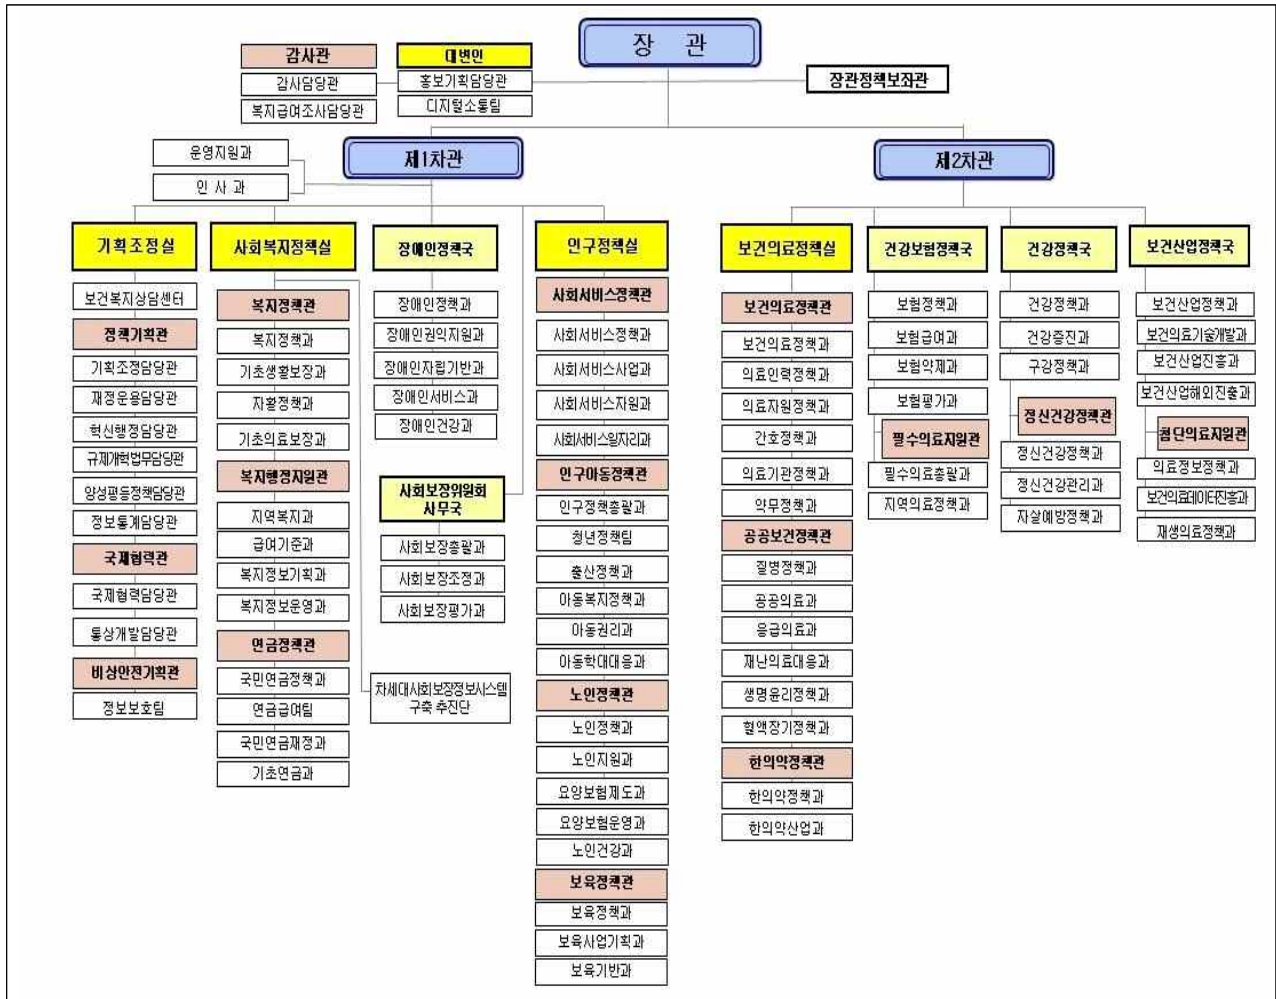 장 관
감사관
감사담당관
복지급여조사담당관
대변인
홍보기획담당관
디지털소통팀
장관정책보좌관
제1차관
제2차관
운영지원과
인 사 과
기획조정실
보건복지상담센터
정책기획관
기획조정담당관
재정운용담당관
혁신행정담당관
규제개혁법무담당관
양성평등정책담당관
정보통계담당관
국제협력관
국제협력담당관
통상개발담당관
비상안전기획관
정보보호팀
사회복지정책실
복지정책관
복지정책과
기초생활보장과
자활정책과
기초의료보장과
복지행정지원관
지역복지과
급여기준과
복지정보기획과
복지정보운영과
연금정책관
국민연금정책과
연금급여팀
국민연금재정과
기초연금과
장애인정책국
장애인정책과
장애인권익지원과
장애인자립기반과
장애인서비스과
장애인건강과
사회보장위원회
사무국
사회보장총괄과
사회보장조정과
사회보장평가과
차세대사회보장정보시스템
구축 추진단
인구정책실
사회서비스정책관
사회서비스정책과
사회서비스사업과
사회서비스자원과
사회서비스일자리과
인구아동정책관
인구정책총괄과
청년정책팀
출산정책과
아동복지정책과
아동권리과
아동학대대응과
노인정책관
노인정책과
노인지원과
요양보험제도과
요양보험운영과
노인건강과
보육정책관
보육정책과
보육사업기획과
보육기반과
보건의료정책실
보건의료정책관
보건의료정책과
의료인력정책과
의료자원정책과
간호정책과
의료기관정책과
약무정책과
공공보건정책관
질병정책과
공공의료과
응급의료과
재난의료대응과
생명윤리정책과
혈액장기정책과
한의약정책관
한의약정책과
한의약산업과
건강보험정책국
보험정책과
보험급여과
보험약제과
보험평가과
필수의료지원관
필수의료총괄과
지역의료정책과
건강정책국
건강정책과
건강증진과
구강정책과
정신건강정책관
정신건강정책과
정신건강관리과
자살예방정책과
보건산업정책국
보건산업정책과
보건의료기술개발과
보건산업진흥과
보건산업해외진출과
첨단의료지원관
의료정보정책과
보건의료데이터진흥과
재생의료정책과